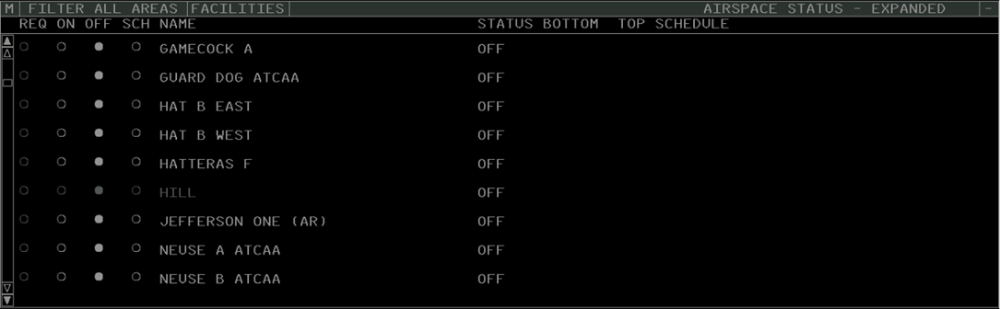 M FILTER ALL AREAS FACILITIES AIRSPACE STATUS - EXPANDED -
REQ ON OFF SCH NAME STATUS BOTTOM TOP SCHEDULE
GAMECOCK A OFF
GUARD DOG ATCAA OFF
HAT B EAST OFF
HAT B WEST OFF
HATTERAS F OFF
HILL OFF
JEFFERSON ONE (AR) OFF
NEUSE A ATCAA OFF
NEUSE B ATCAA OFF